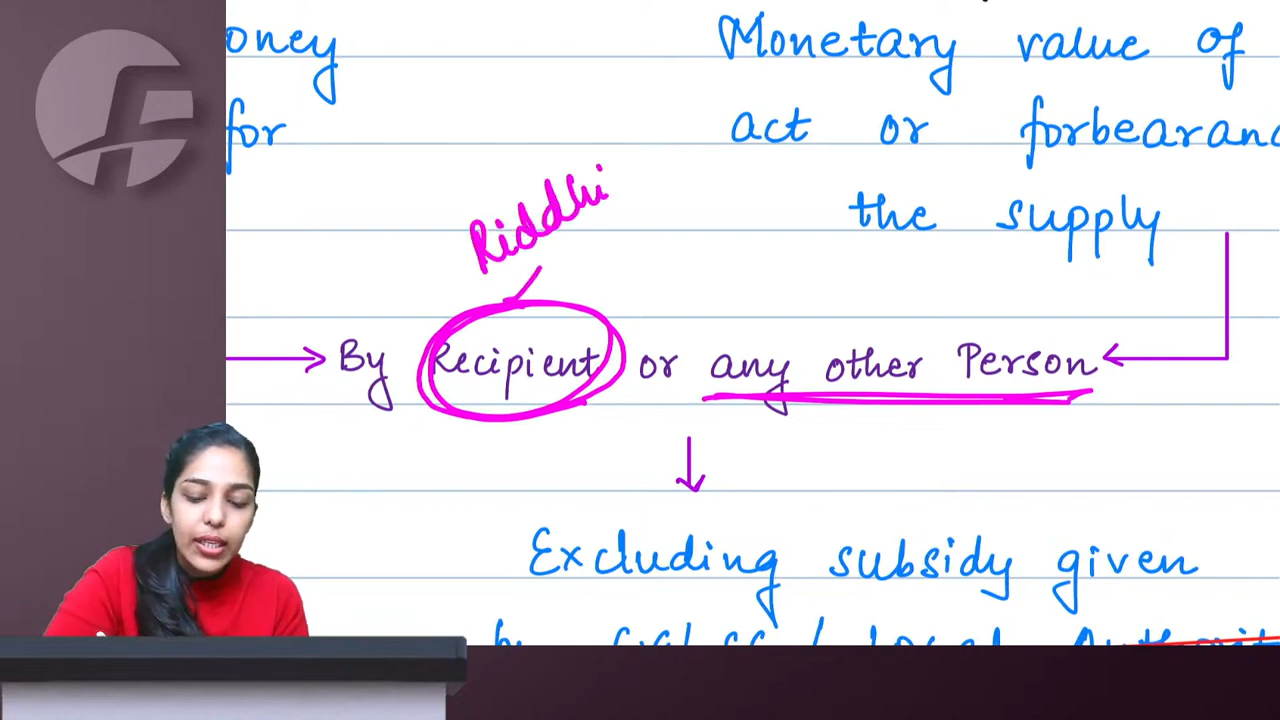 oney Monetary value of
for act or forbearanc
the supply
Riddhi
By Recipient or any other Person
Excluding subsidy given
local